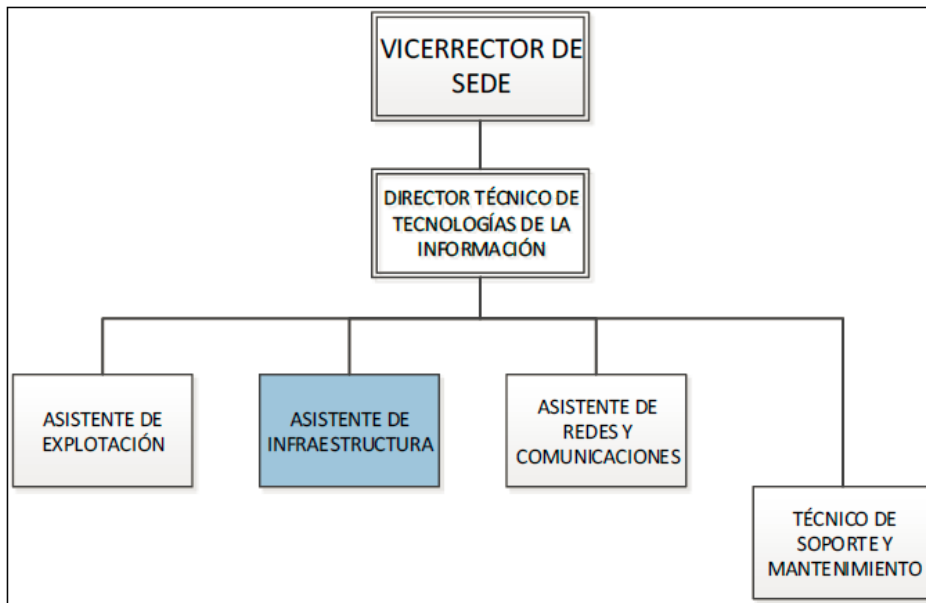 VICERRECTOR DE
SEDE
DIRECTOR TÉCNICO DE
TECNOLOGÍAS DE LA
INFORMACIÓN
ASISTENTE DE
EXPLOTACIÓN
ASISTENTE DE
INFRAESTRUCTURA
ASISTENTE DE
REDES Y
COMUNICACIONES
TÉCNICO DE
SOPORTE Y
MANTENIMIENTO